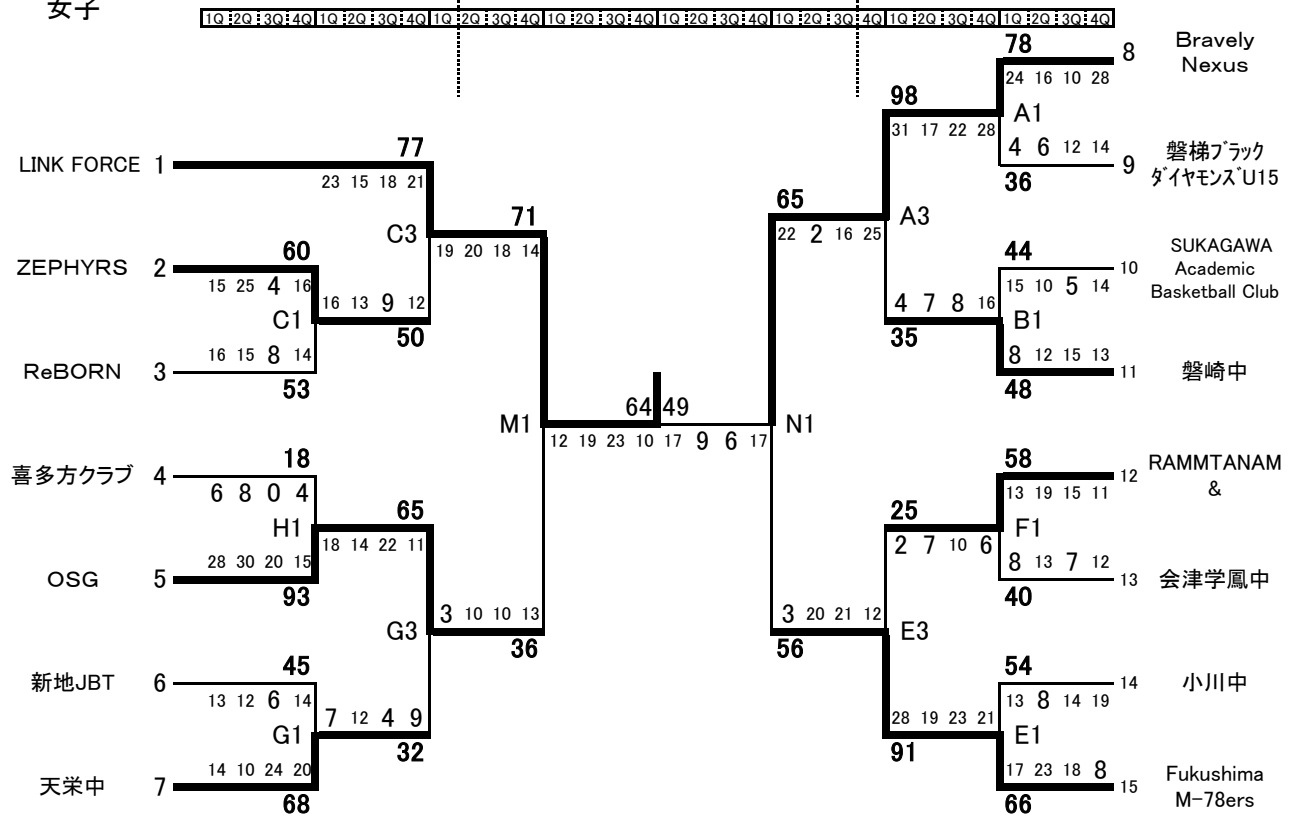 女子
1Q 2Q 3Q 4Q 1Q 2Q 3Q 4Q 1Q 2Q 3Q 4Q 1Q 2Q 3Q 4Q 1Q 2Q 3Q 4Q 1Q 2Q 3Q 4Q 1Q 2Q 3Q 4Q 1Q 2Q 3Q 4Q
LINK FORCE 1
77
23 15 18 21
C3
ZEPHYRS 2
60
15 25 4 16
C1
16 13 9 12
50
ReBORN 3
16 15 8 14
53
71
19 20 18 14
M1
喜多方クラブ 4
18
6 8 0 4
H1
OSG 5
28 30 20 15
93
65
18 14 22 11
G3
3 10 10 13
36
新地JBT 6
45
13 12 6 14
G1
7 12 4 9
32
天栄中 7
14 10 24 20
68
64 49
12 19 23 10 17 9 6 17
N1
65
22 2 16 25
98
31 17 22 28
A3
78
24 16 10 28
A1
8 Bravely
Nexus
4 6 12 14
36
9 磐梯ブラック
ダイヤモンズU15
4 7 8 16
35
44
15 10 5 14
B1
10 SUKAGAWA
Academic
Basketball Club
8 12 15 13
48
11 磐崎中
58
13 19 15 11
F1
12 RAMMTANAM
&
25
2 7 10 6
8 13 7 12
40
13 会津学鳳中
3 20 21 12
56
E3
54
13 8 14 19
14 小川中
28 19 23 21
91
E1
17 23 18 8
66
15 Fukushima
M-78ers